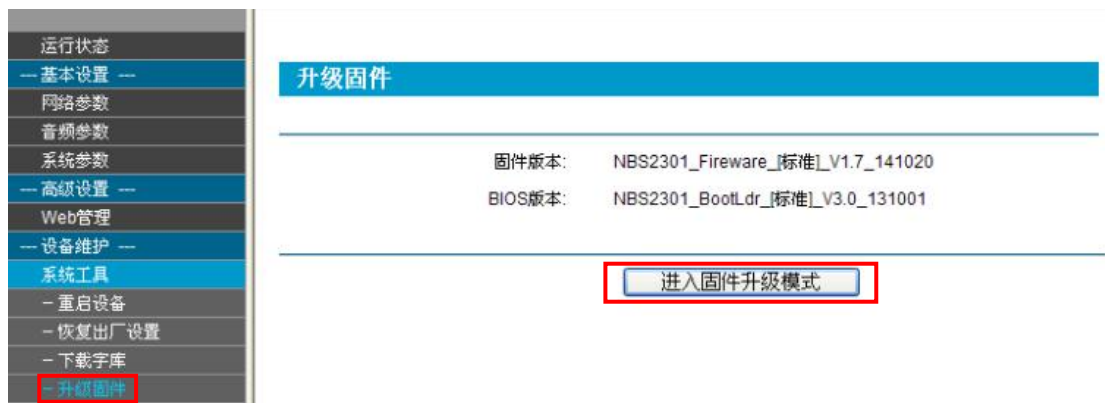 运行状态
--- 基本设置 ---
网络参数
音频参数
系统参数
--- 高级设置 ---
Web管理
--- 设备维护 ---
系统工具
- 重启设备
- 恢复出厂设置
- 下载字库
- 升级固件
升级固件
固件版本: NBS2301_Fireware_[标准]_V1.7_141020
BIOS版本: NBS2301_BootLdr_[标准]_V3.0_131001
进入固件升级模式